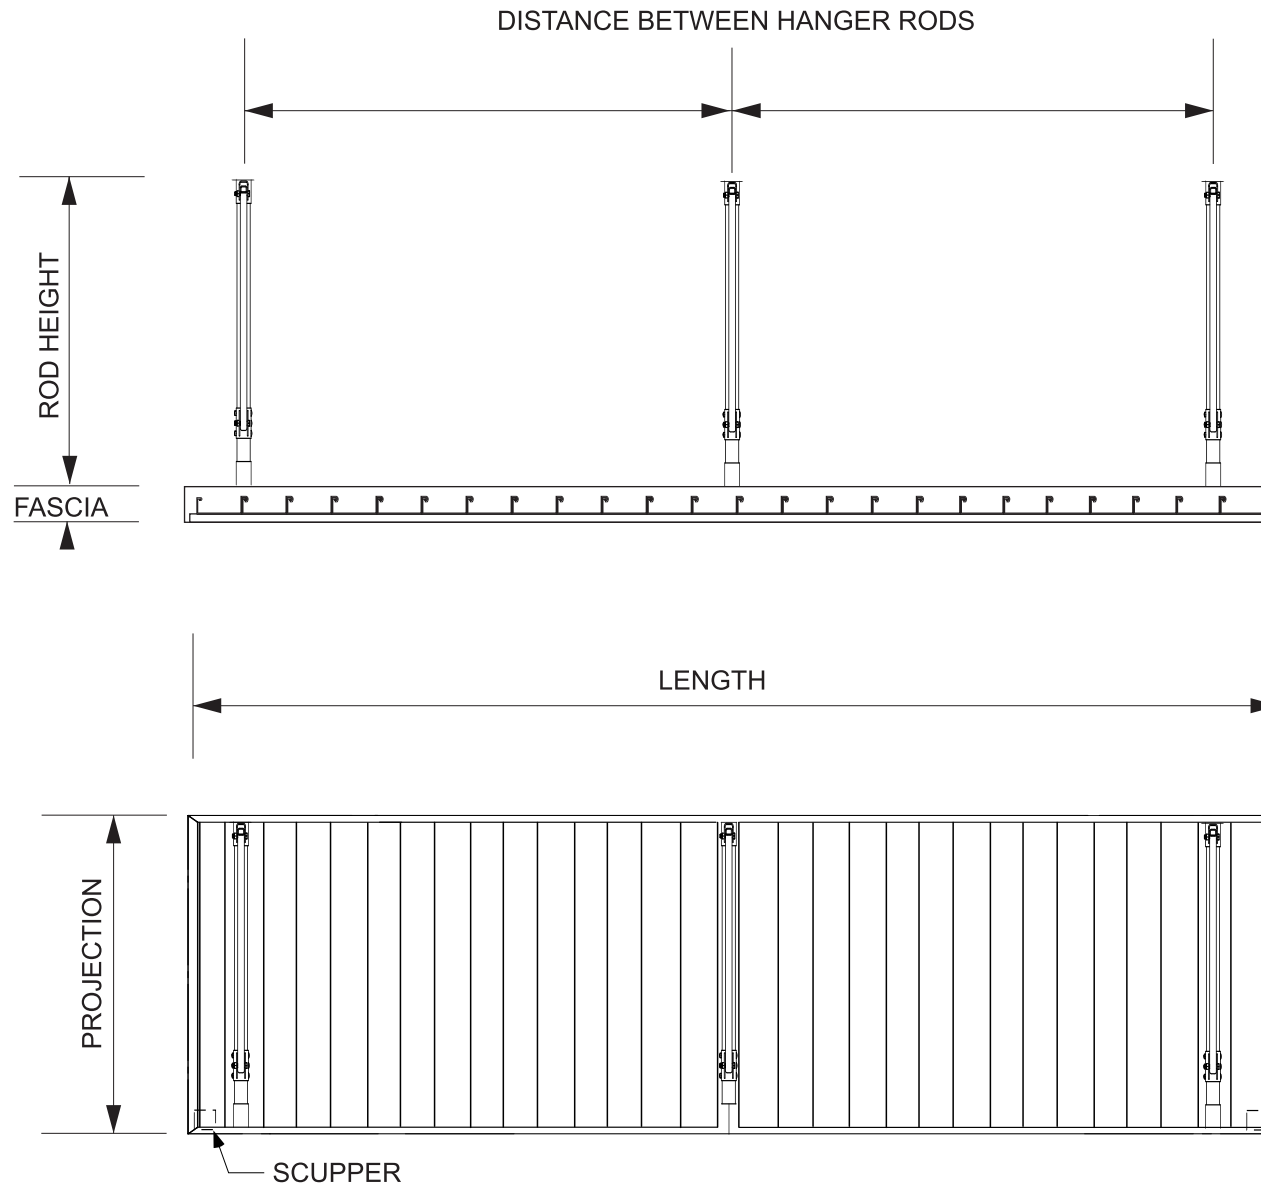 DISTANCE BETWEEN HANGER RODS
ROD HEIGHT
FASCIA
LENGTH
PROJECTION
SCUPPER